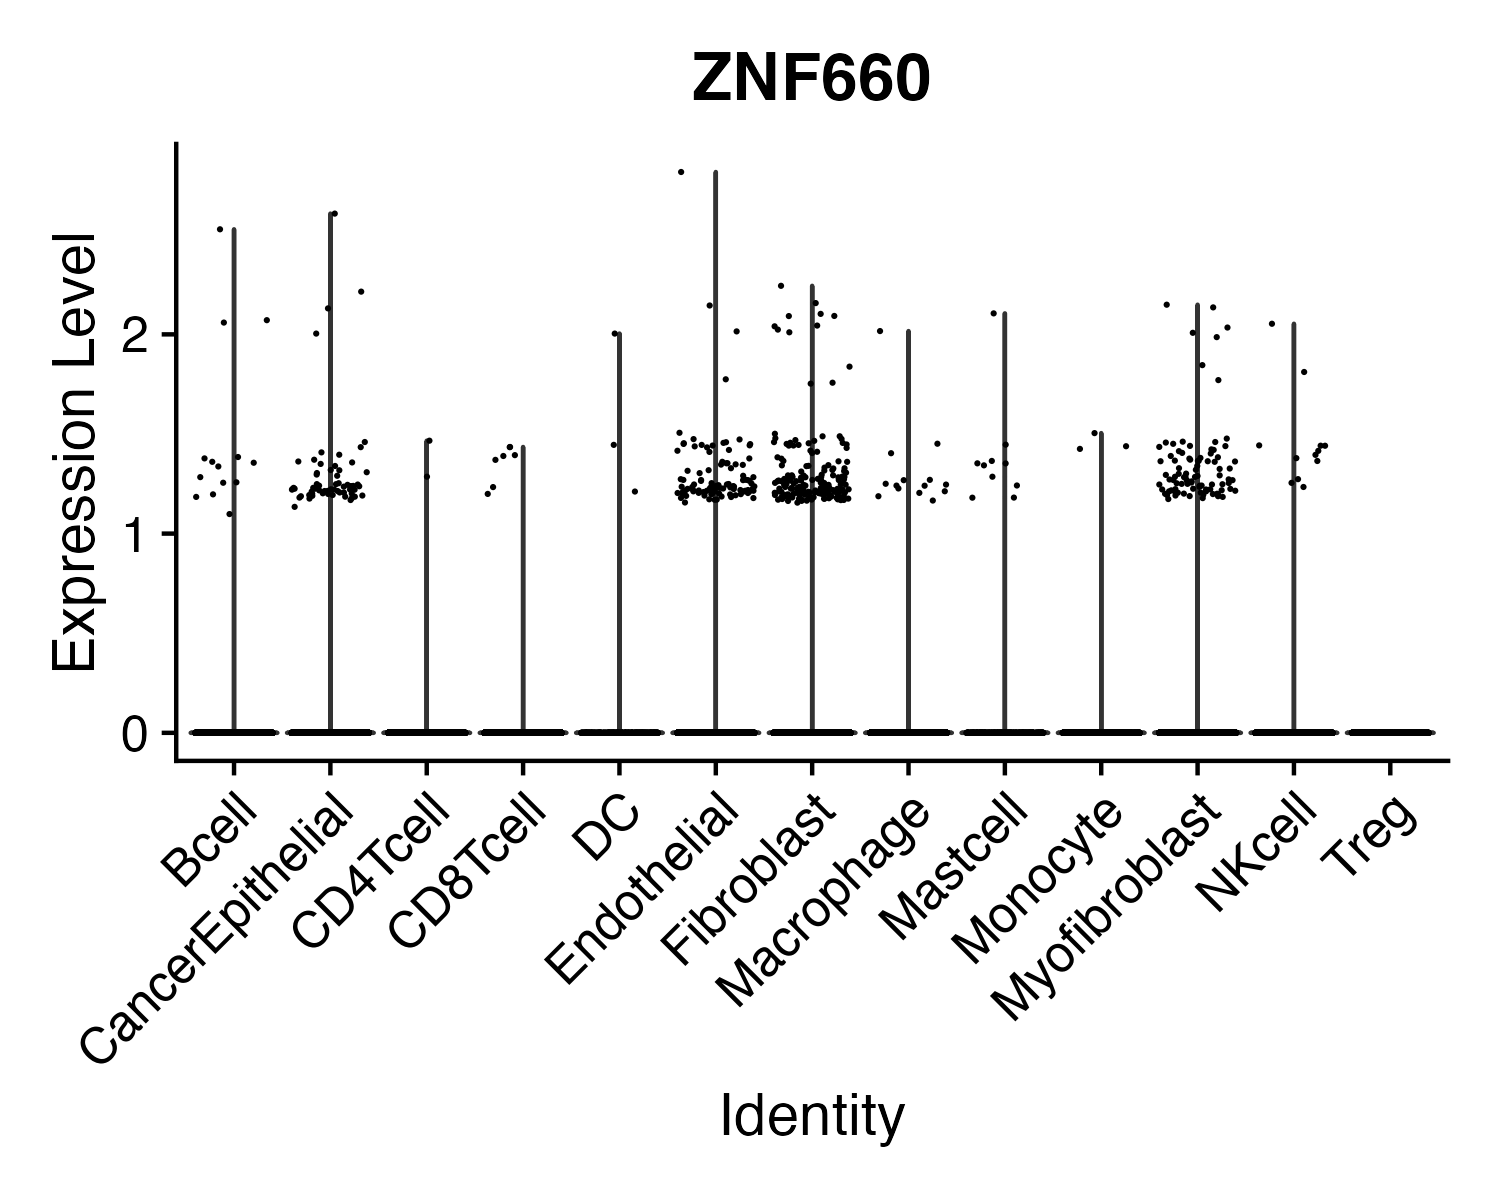 ZNF660
Expression Level
2
1
0
Bcell
CancerEpithelial
CD4Tcell
CD8Tcell
DC
Endothelial
Fibroblast
Macrophage
Mastcell
Monocyte
Myofibroblast
NKcell
Treg
Identity